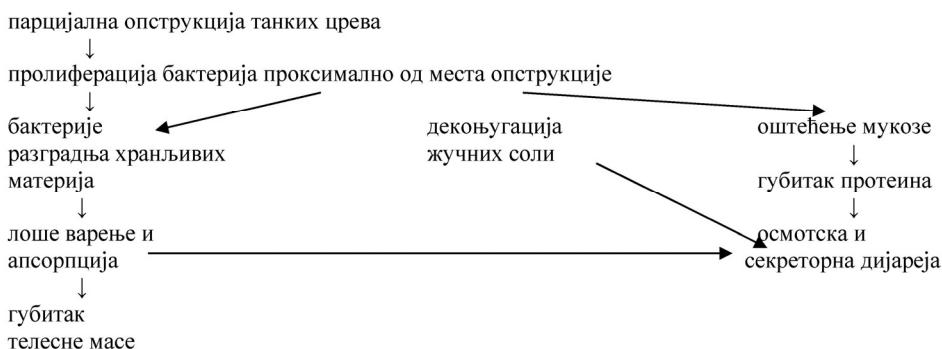 парцијална опструкција танких црева
↓
пролиферација бактерија проксимално од места опструкције
↓
бактерије
разградња хранљивих
материја
↓
лоше варење и
апсорпција
↓
губитак
телесне масе
декоњугација
жучних соли
оштећење мукозе
↓
губитак протеина
↓
осмотска и
секреторна дијареја